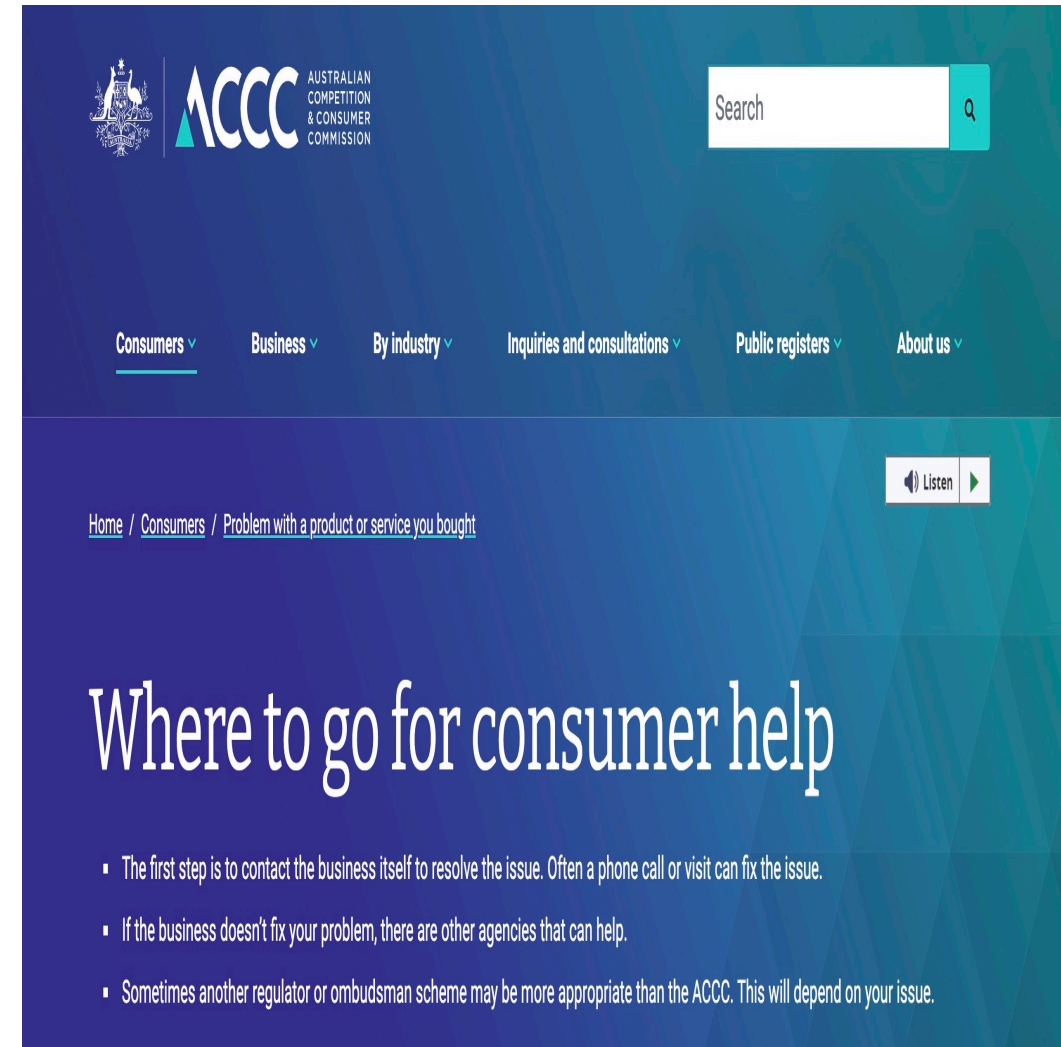 ACCC
AUSTRALIAN
COMPETITION
& CONSUMER
COMMISSION
Search
Consumers
Business
By industry
Inquiries and consultations
Public registers
About us
Listen
Home / Consumers / Problem with a product or service you bought
Where to go for consumer help
▪ The first step is to contact the business itself to resolve the issue. Often a phone call or visit can fix the issue.
▪ If the business doesn’t fix your problem, there are other agencies that can help.
▪ Sometimes another regulator or ombudsman scheme may be more appropriate than the ACCC. This will depend on your issue.